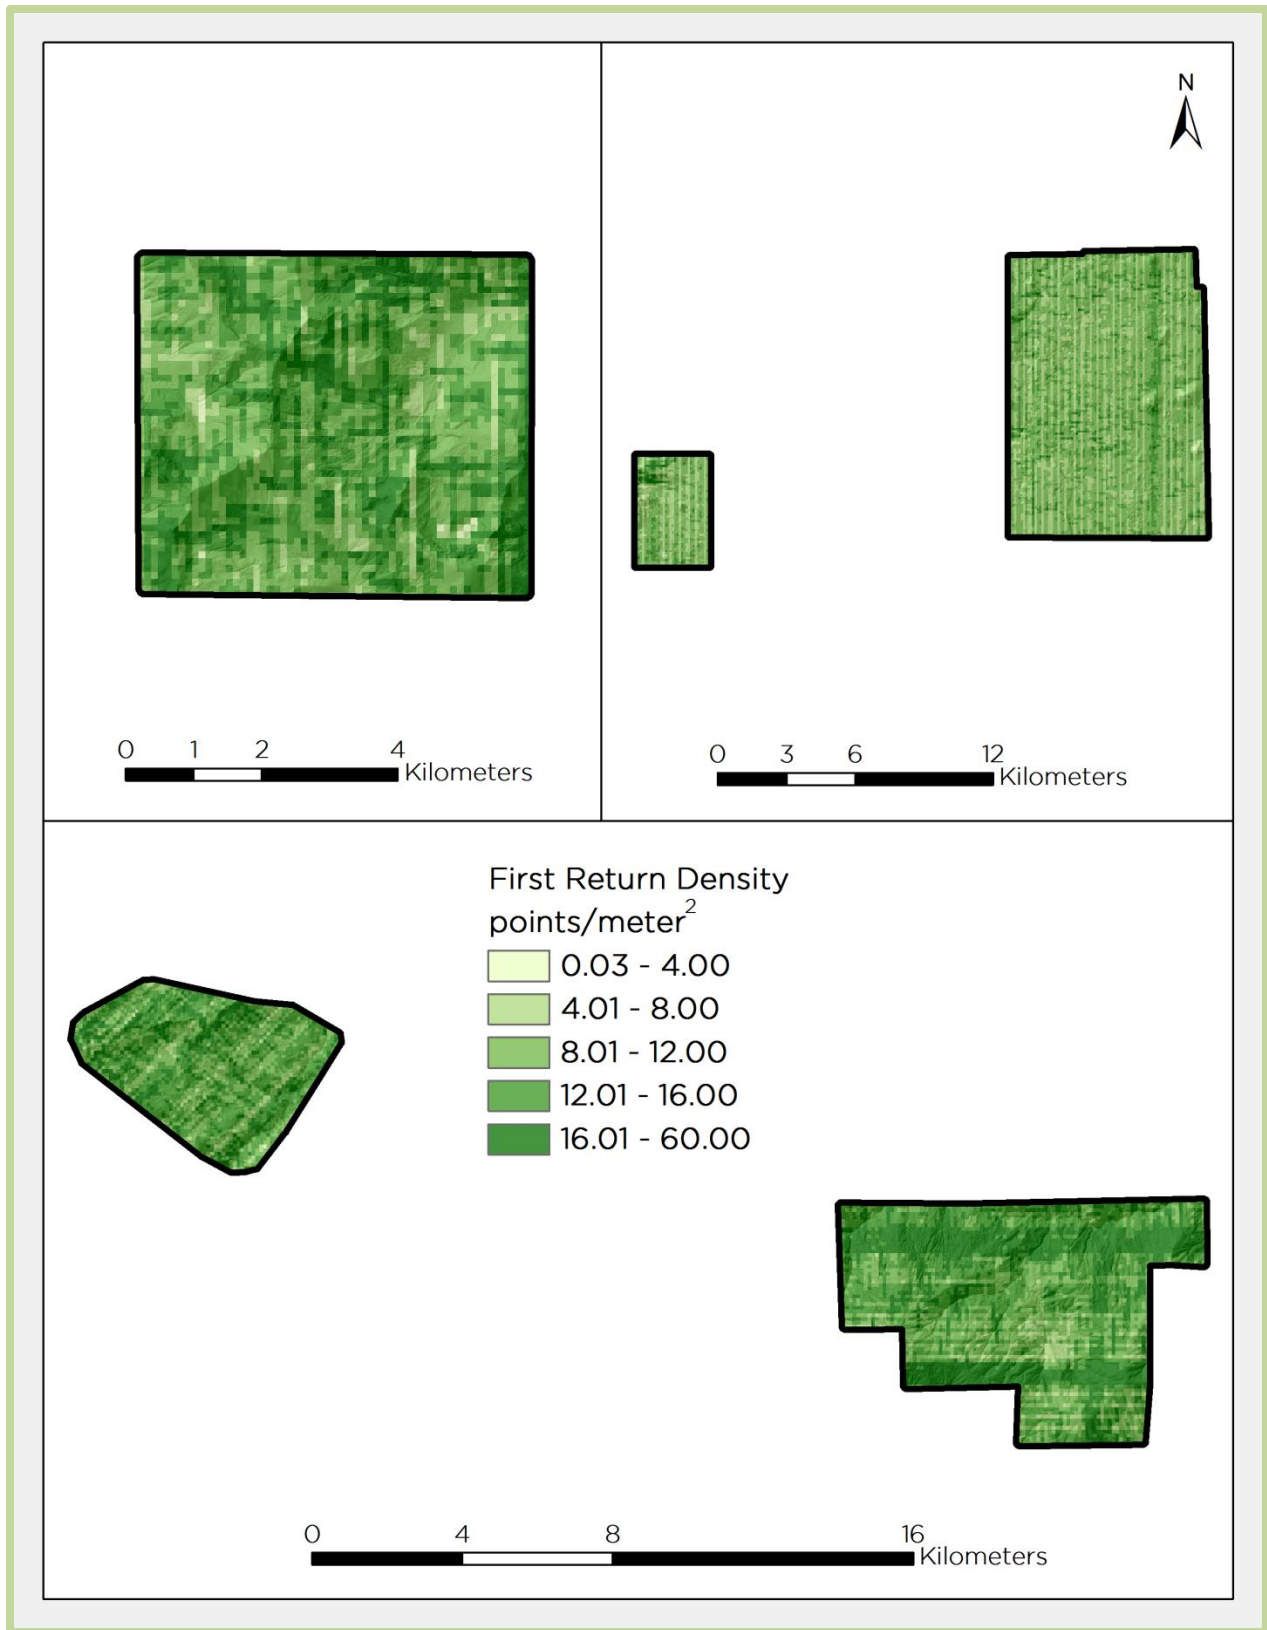 N
0 1 2 4
Kilometers
0 3 6 12
Kilometers
First Return Density
points/meter²
0.03 - 4.00
4.01 - 8.00
8.01 - 12.00
12.01 - 16.00
16.01 - 60.00
0 4 8 16
Kilometers